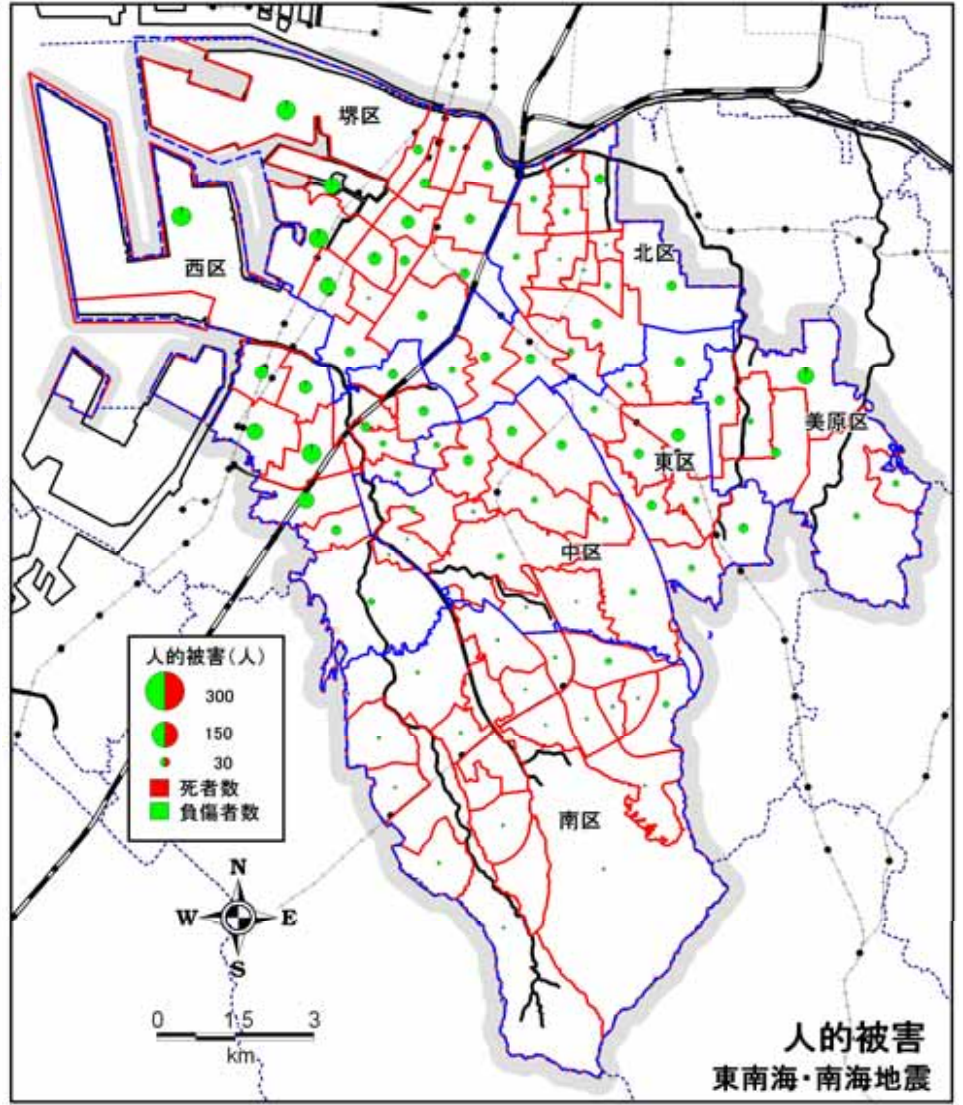 堺区
北区
西区
美原区
東区
中区
人的被害(人)
300
150
30
死者数
負傷者数
南区
N
W E
S
0 1.5 3
km
人的被害
東南海・南海地震